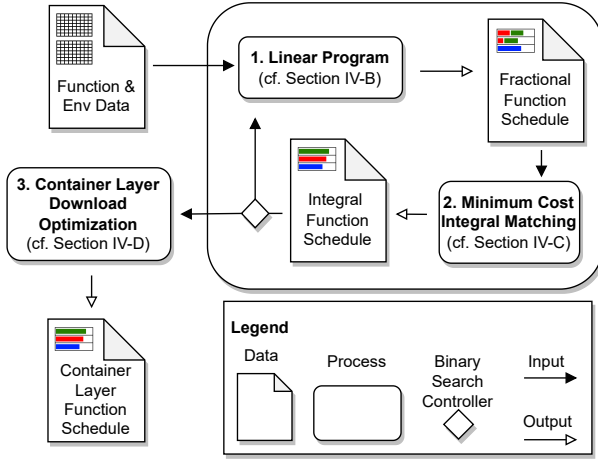 Function &
Env Data
1. Linear Program
(cf. Section IV-B)
Fractional
Function
Schedule
3. Container Layer
Download
Optimization
(cf. Section IV-D)
Integral
Function
Schedule
2. Minimum Cost
Integral Matching
(cf. Section IV-C)
Container
Layer
Function
Schedule
Legend
Data
Process
Binary
Search
Controller
Input
Output